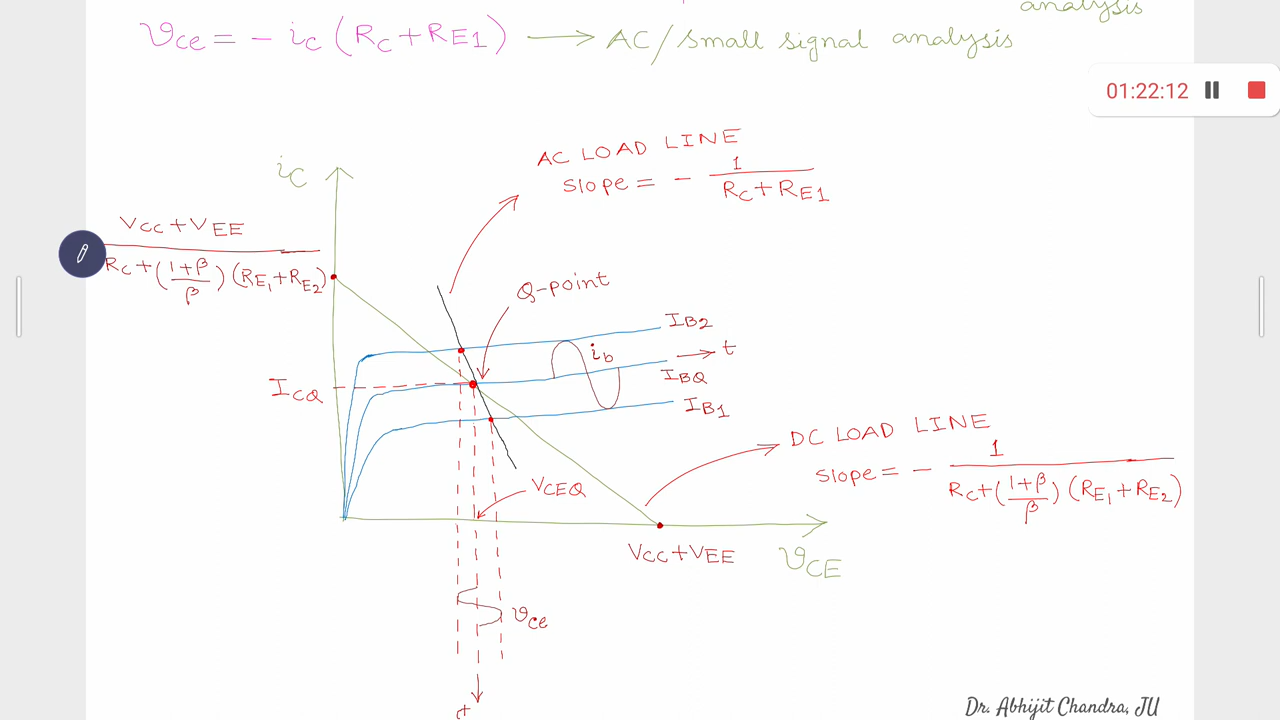 analysis
vce = - ic (RC+RE1) → AC/small signal analysis
01:22:12
AC LOAD LINE
slope = - 1/(RC+RE1)
iC
VCC+VEE
RC+((1+β)/β)(RE1+RE2)
Q-point
IB2
ib
→ t
IBQ
ICQ
IB1
DC LOAD LINE
slope = - 1/(RC+((1+β)/β)(RE1+RE2))
VCEQ
VCC+VEE
vCE
vce
t
Dr. Abhijit Chandra, JU